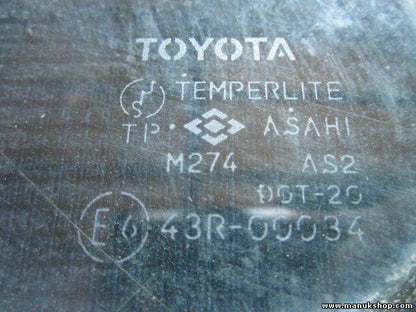 TOYOTA
TEMPERLITE
TP ASAHI
M274 AS2
DOT-20
E6 43R-00034
www.manukshop.com